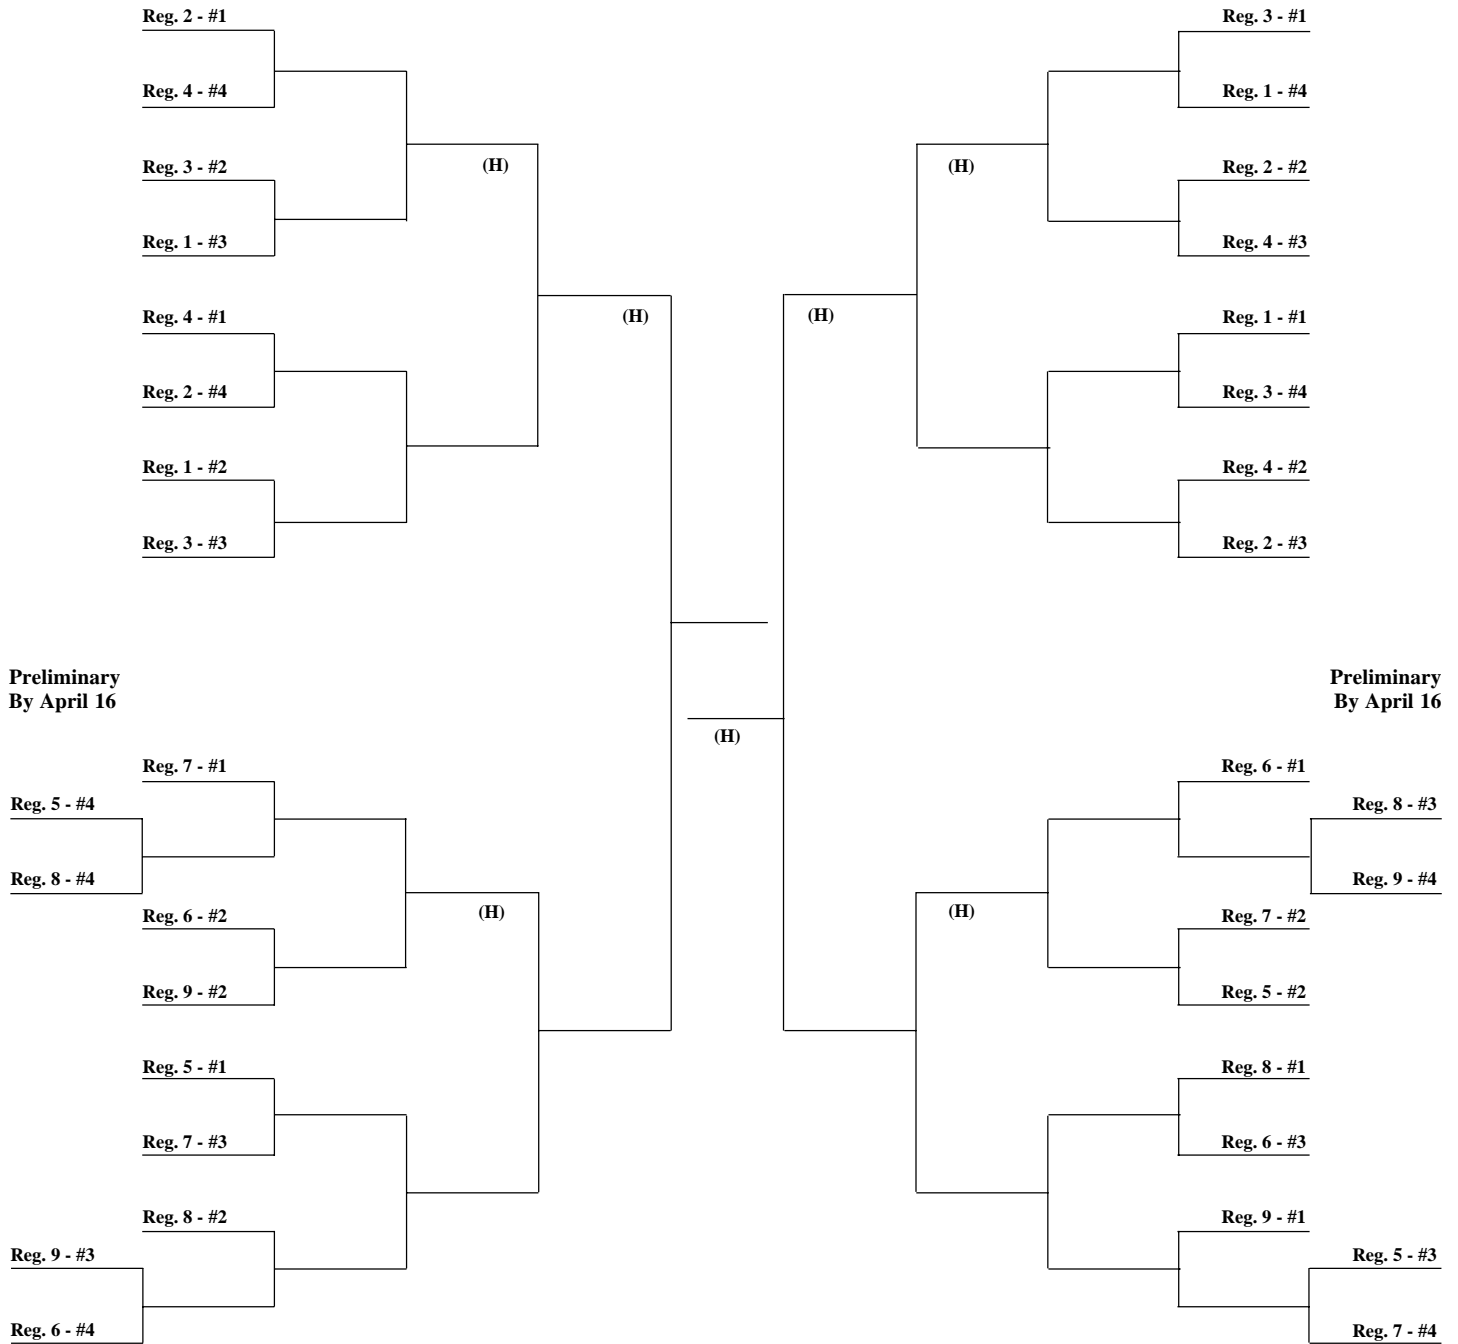 Reg. 2 - #1
Reg. 4 - #4
Reg. 3 - #2
(H)
Reg. 1 - #3
Reg. 4 - #1
(H)
Reg. 2 - #4
Reg. 1 - #2
Reg. 3 - #3
Preliminary
By April 16
Reg. 7 - #1
Reg. 5 - #4
Reg. 8 - #4
Reg. 6 - #2
(H)
Reg. 9 - #2
Reg. 5 - #1
Reg. 7 - #3
Reg. 8 - #2
Reg. 9 - #3
Reg. 6 - #4
(H)
Reg. 3 - #1
Reg. 1 - #4
(H)
Reg. 2 - #2
Reg. 4 - #3
(H)
Reg. 1 - #1
Reg. 3 - #4
Reg. 4 - #2
Reg. 2 - #3
Preliminary
By April 16
Reg. 6 - #1
Reg. 8 - #3
Reg. 9 - #4
(H)
Reg. 7 - #2
Reg. 5 - #2
Reg. 8 - #1
Reg. 6 - #3
Reg. 9 - #1
Reg. 5 - #3
Reg. 7 - #4